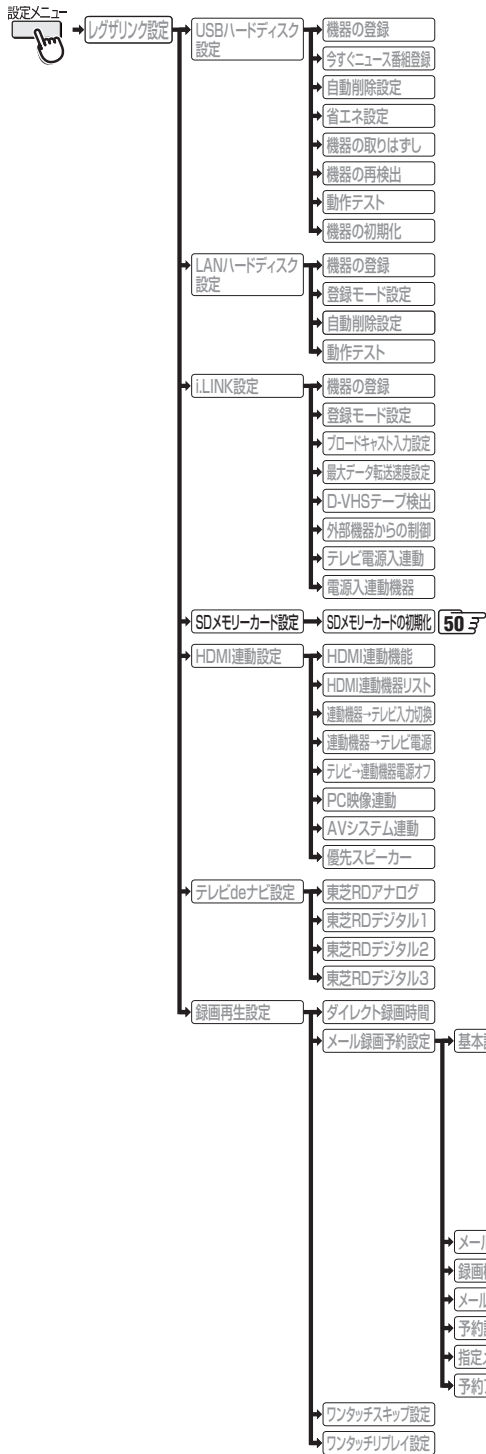 設定メニュー
レグザリンク設定
USBハードディスク
設定
機器の登録
今すぐニュース番組登録
自動削除設定
省エネ設定
機器の取りはずし
機器の再検出
動作テスト
機器の初期化
LANハードディスク
設定
機器の登録
登録モード設定
自動削除設定
動作テスト
i.LINK設定
機器の登録
登録モード設定
ブロードキャスト入力設定
最大データ転送速度設定
D-VHSテープ検出
外部機器からの制御
テレビ電源入連動
電源入連動機器
SDメモリーカード設定
SDメモリーカードの初期化 50
HDMI連動設定
HDMI連動機能
HDMI連動機器リスト
連動機器→テレビ入力切換
連動機器→テレビ電源
テレビ→連動機器電源オフ
PC映像連動
AVシステム連動
優先スピーカー
テレビdeナビ設定
東芝RDアナログ
東芝RDデジタル1
東芝RDデジタル2
東芝RDデジタル3
録画再生設定
ダイレクト録画時間
メール録画予約設定
基本
メール
録画
メール
予約
指定
予約
ワンタッチスキップ設定
ワンタッチリプレイ設定